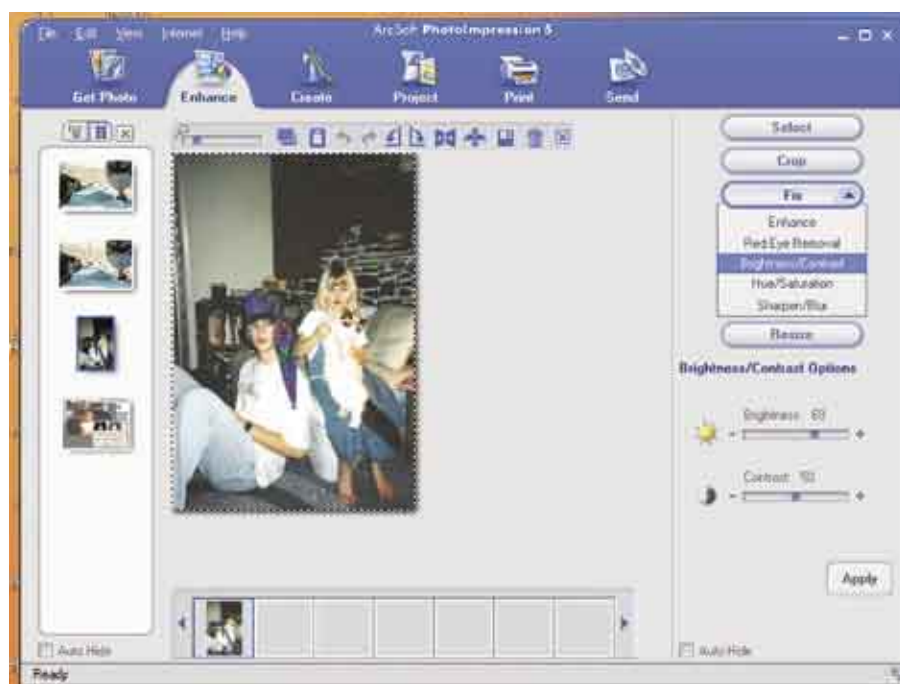 File Edit View Internet Help
ArcSoft PhotoImpression 5
Get Photo Enhance Create Project Print Send
Select
Crop
Fix
Enhance
Red Eye Removal
Brightness/Contrast
Hue/Saturation
Sharpen/Blur
Resize
Brightness/Contrast Options
Brightness:
Contrast:
Apply
Auto Hide
Auto Hide
Ready